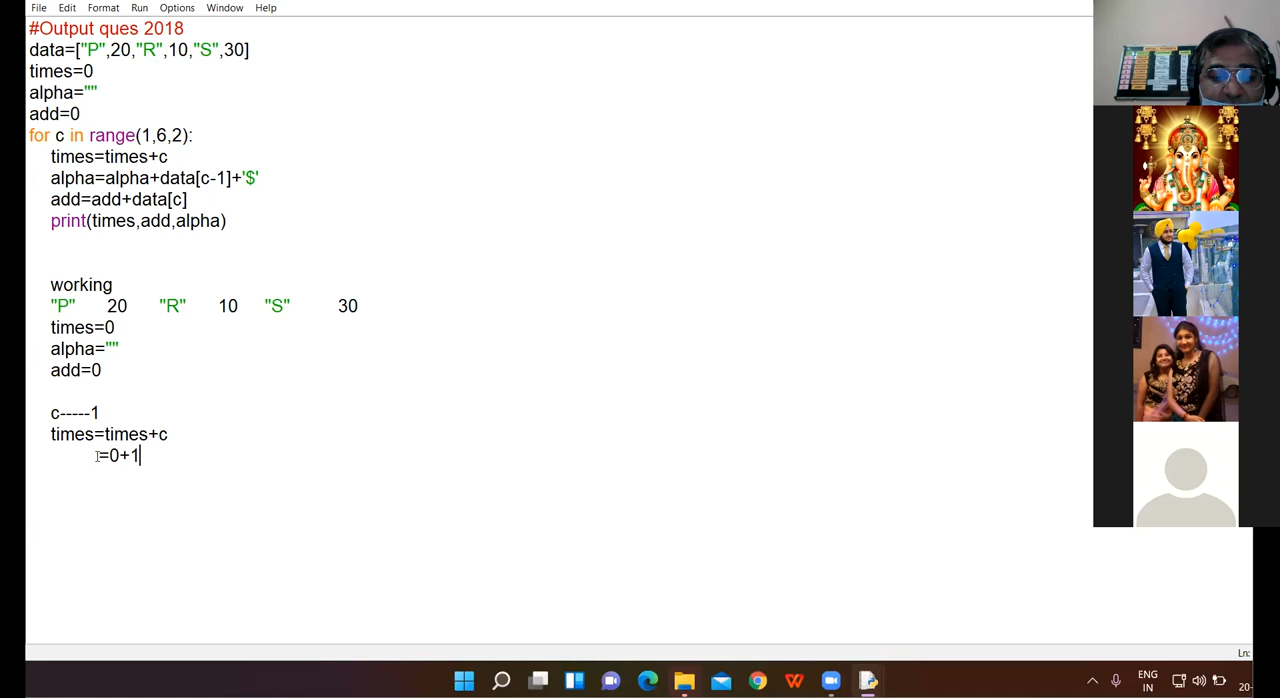 File Edit Format Run Options Window Help
#Output ques 2018
data=["P",20,"R",10,"S",30]
times=0
alpha=""
add=0
for c in range(1,6,2):
times=times+c
alpha=alpha+data[c-1]+'$'
add=add+data[c]
print(times,add,alpha)
working
"P" 20 "R" 10 "S" 30
times=0
alpha=""
add=0
c-----1
times=times+c
=0+1
Ln:
ENG
IN
20-